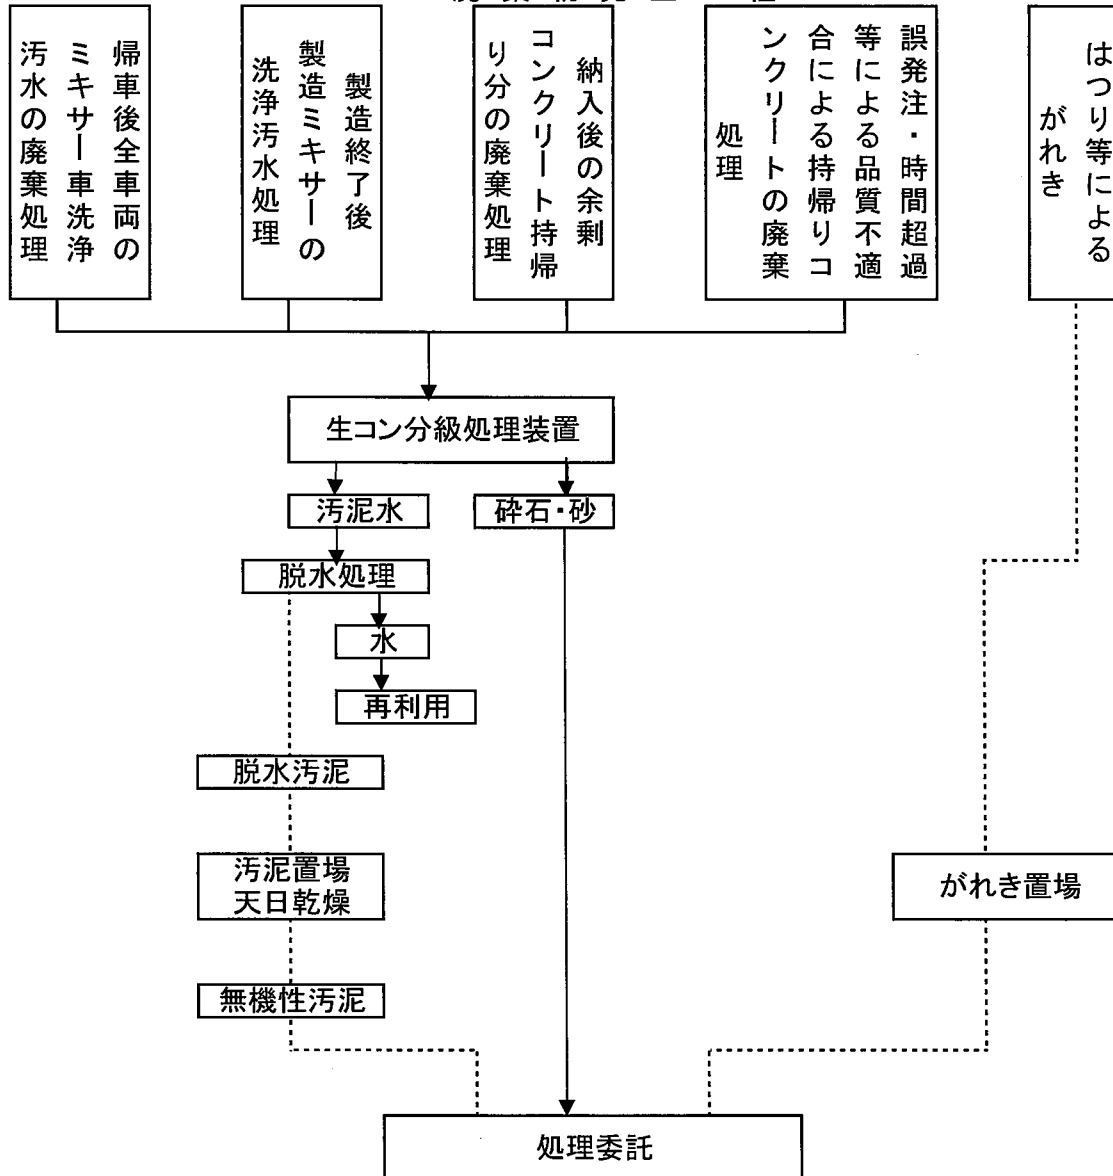 帰車後全車両の
ミキサー車洗浄
汚水の廃棄処理
製造終了後
製造ミキサーの
洗浄汚水処理
納入後の余剰
コンクリート持帰
り分の廃棄処理
誤発注・時間超過
等による品質不適
合による持帰りコ
ンクリートの廃棄
処理
はつり等による
がれき
生コン分級処理装置
汚泥水
砕石・砂
脱水処理
水
再利用
脱水汚泥
汚泥置場
天日乾燥
がれき置場
無機性汚泥
処理委託